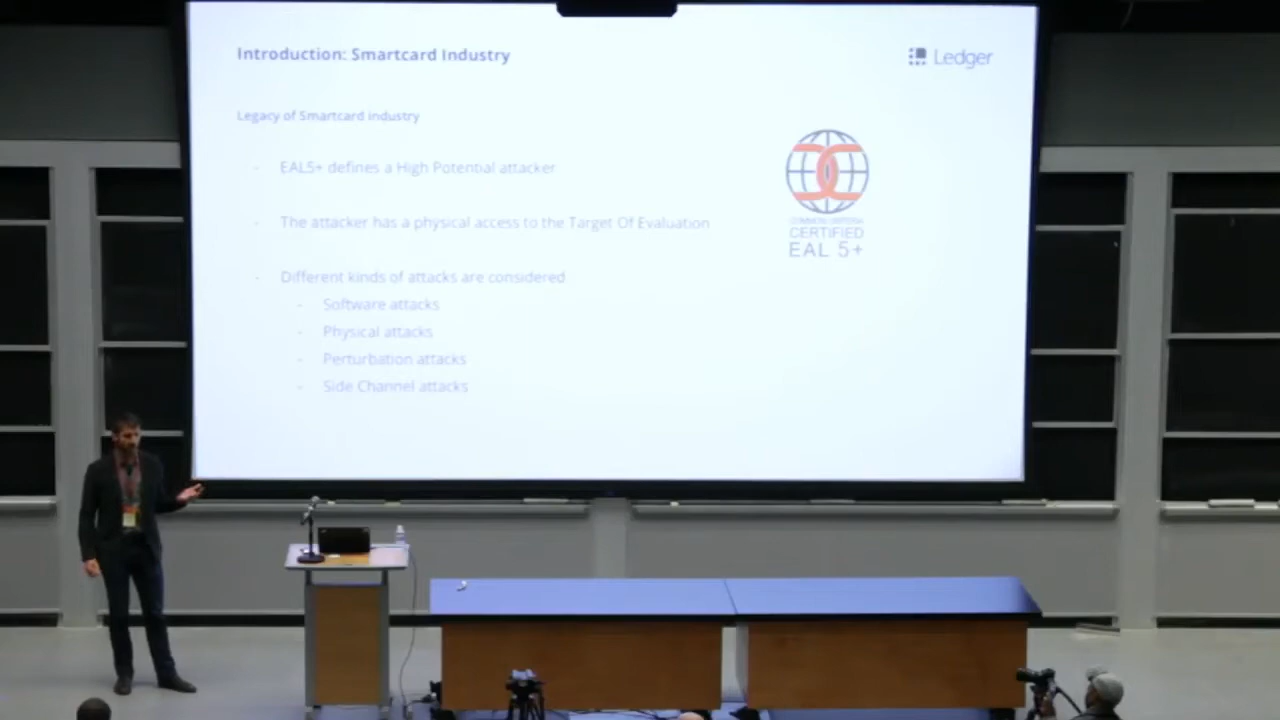 Introduction: Smartcard Industry
Ledger
Legacy of Smartcard industry
- EAL5+ defines a High Potential attacker
- The attacker has a physical access to the Target Of Evaluation
- Different kinds of attacks are considered
- Software attacks
- Physical attacks
- Perturbation attacks
- Side Channel attacks
COMMON CRITERIA
CERTIFIED
EAL 5+